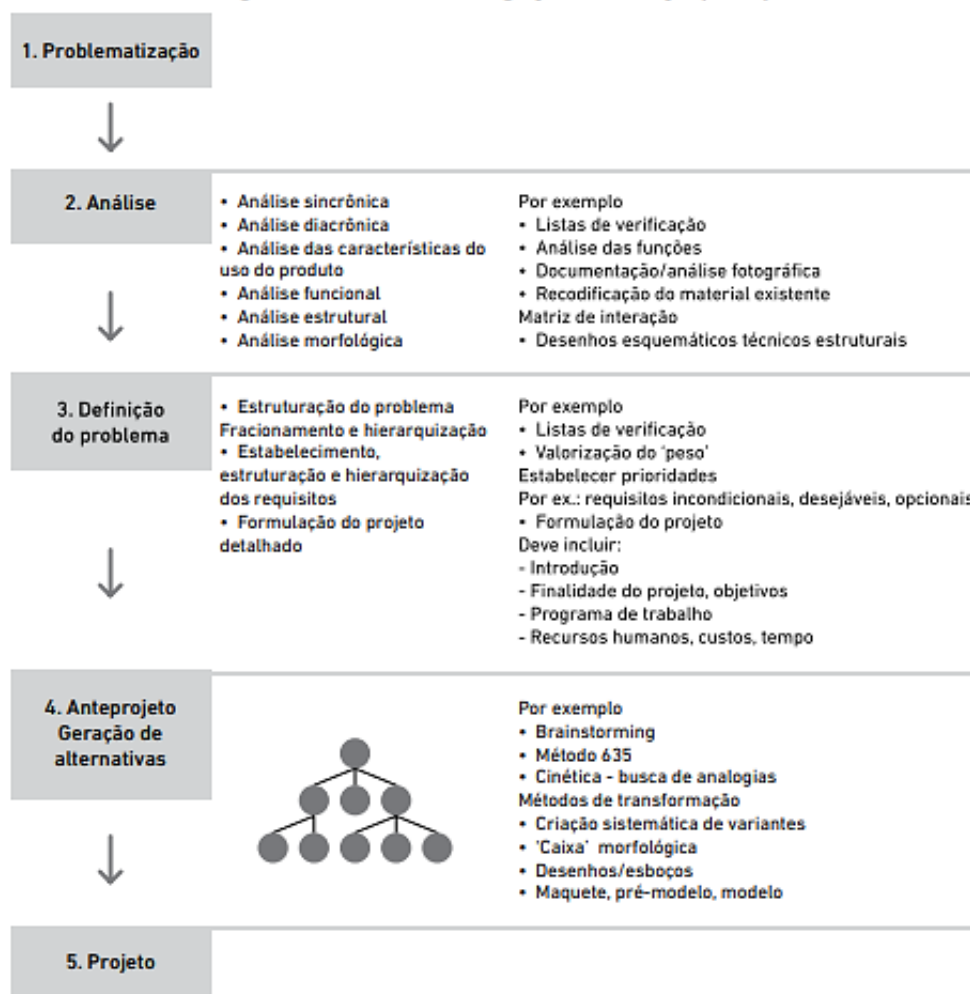 1. Problematização
2. Análise
• Análise sincrônica
• Análise diacrônica
• Análise das características do
uso do produto
• Análise funcional
• Análise estrutural
• Análise morfológica
Por exemplo
• Listas de verificação
• Análise das funções
• Documentação/análise fotográfica
• Recodificação do material existente
Matriz de interação
• Desenhos esquemáticos técnicos estruturais
3. Definição
do problema
• Estruturação do problema
Fracionamento e hierarquização
• Estabelecimento,
estruturação e hierarquização
dos requisitos
• Formulação do projeto
detalhado
Por exemplo
• Listas de verificação
• Valorização do 'peso'
Estabelecer prioridades
Por ex.: requisitos incondicionais, desejáveis, opcionais
• Formulação do projeto
Deve incluir:
- Introdução
- Finalidade do projeto, objetivos
- Programa de trabalho
- Recursos humanos, custos, tempo
4. Anteprojeto
Geração de
alternativas
Por exemplo
• Brainstorming
• Método 635
• Cinética - busca de analogias
Métodos de transformação
• Criação sistemática de variantes
• 'Caixa' morfológica
• Desenhos/esboços
• Maquete, pré-modelo, modelo
5. Projeto